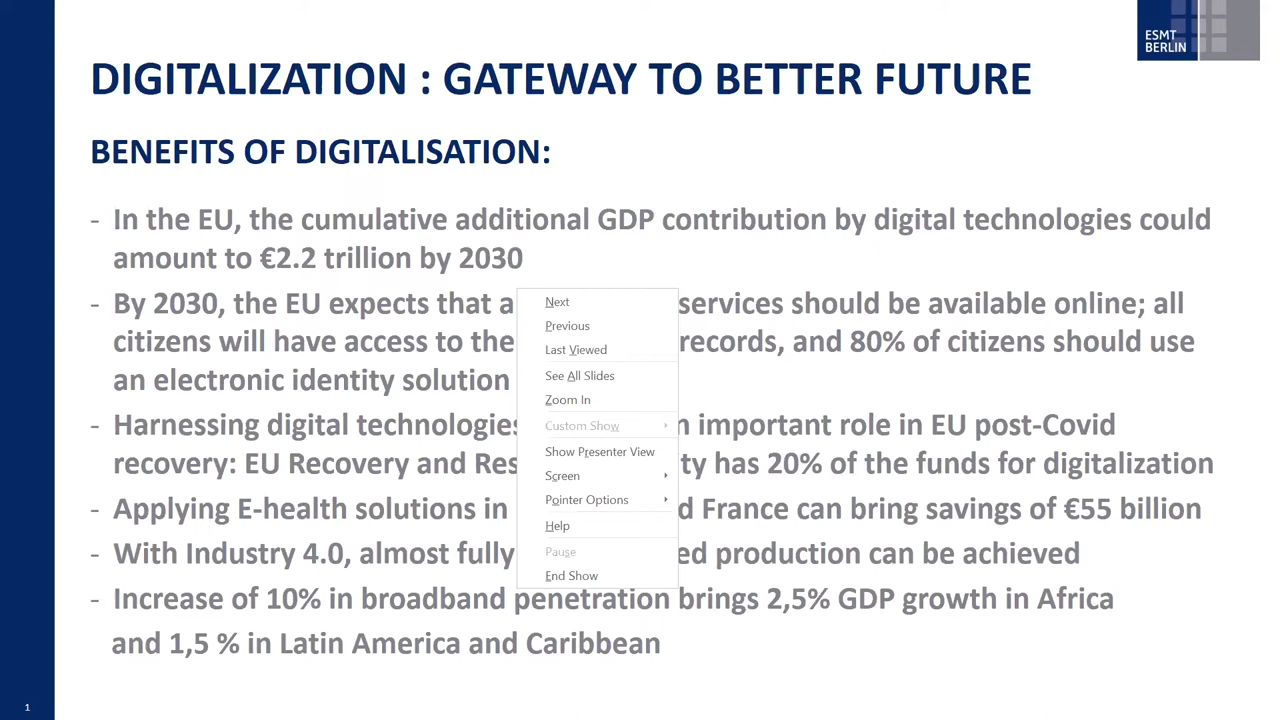 ESMT
BERLIN
DIGITALIZATION : GATEWAY TO BETTER FUTURE
BENEFITS OF DIGITALISATION:
- In the EU, the cumulative additional GDP contribution by digital technologies could
amount to €2.2 trillion by 2030
- By 2030, the EU expects that services should be available online; all
citizens will have access to the records, and 80% of citizens should use
an electronic identity solution
- Harnessing digital technologies important role in EU post-Covid
recovery: EU Recovery and has 20% of the funds for digitalization
- Applying E-health solutions in France can bring savings of €55 billion
- With Industry 4.0, almost fully production can be achieved
- Increase of 10% in broadband penetration brings 2,5% GDP growth in Africa
and 1,5 % in Latin America and Caribbean
Next
Previous
Last Viewed
See All Slides
Zoom In
Custom Show
Show Presenter View
Screen
Pointer Options
Help
Pause
End Show
1